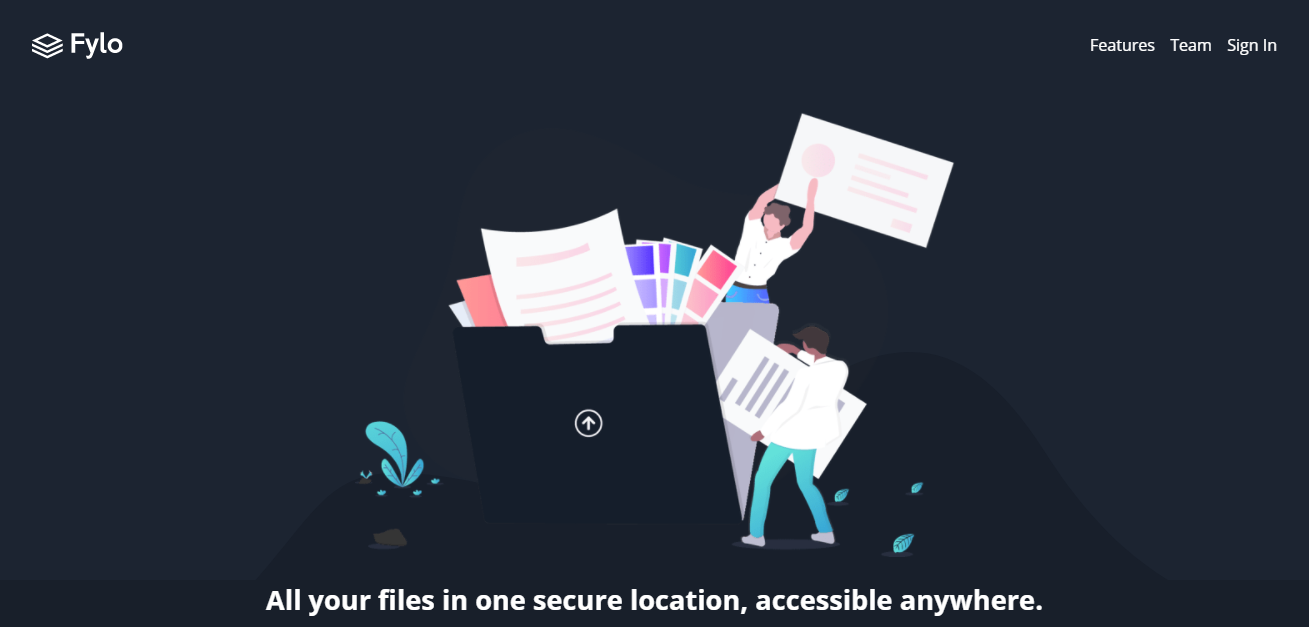 Fylo
Features Team Sign In
All your files in one secure location, accessible anywhere.